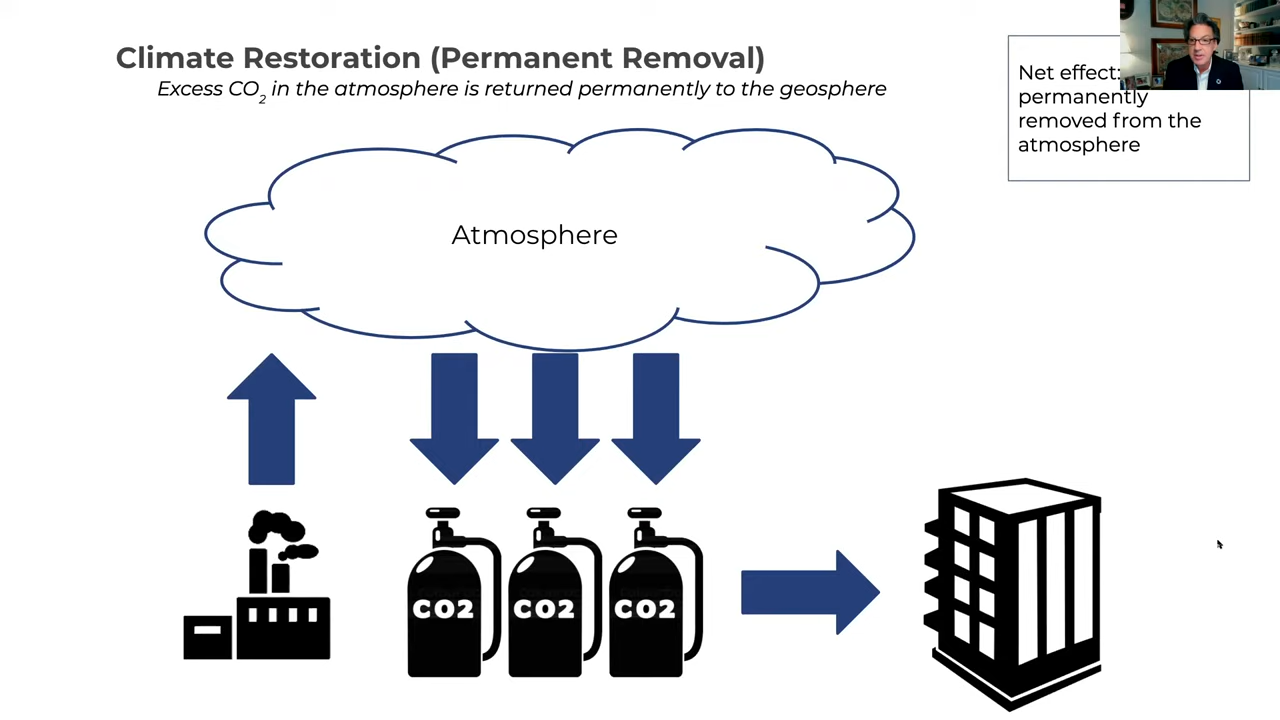 Climate Restoration (Permanent Removal)
Excess CO2 in the atmosphere is returned permanently to the geosphere
Net effect:
permanently
removed from the
atmosphere
Atmosphere
CO2 CO2 CO2